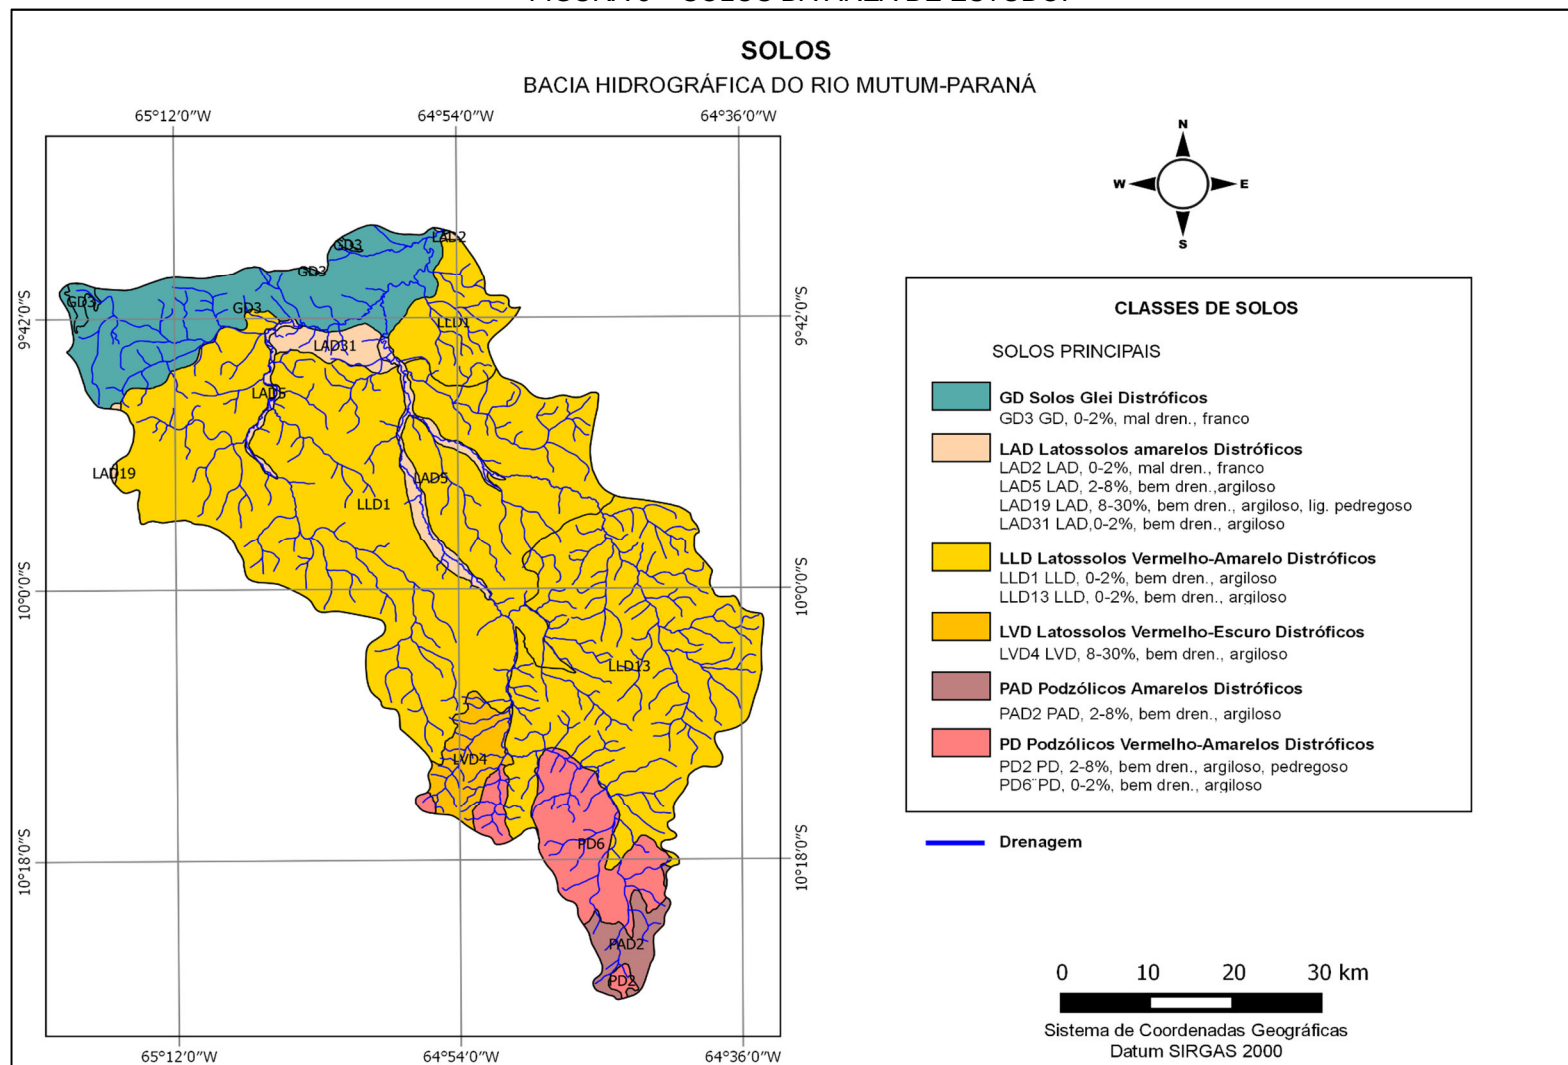 SOLOS
BACIA HIDROGRÁFICA DO RIO MUTUM-PARANÁ
65°12′0″W 64°54′0″W 64°36′0″W
N
W E
S
LAD2
GD3
GD3
GD3
GD3
9°42′0″S 9°42′0″S
LLD1
LAD31
LAD5
LAD19
LAD5
LLD1
10°0′0″S 10°0′0″S
LLD13
LVD4
PD6
10°18′0″S 10°18′0″S
PAD2
PD2
65°12′0″W 64°54′0″W 64°36′0″W
CLASSES DE SOLOS
SOLOS PRINCIPAIS
GD Solos Glei Distróficos
GD3 GD, 0-2%, mal dren., franco
LAD Latossolos amarelos Distróficos
LAD2 LAD, 0-2%, mal dren., franco
LAD5 LAD, 2-8%, bem dren.,argiloso
LAD19 LAD, 8-30%, bem dren., argiloso, lig. pedregoso
LAD31 LAD,0-2%, bem dren., argiloso
LLD Latossolos Vermelho-Amarelo Distróficos
LLD1 LLD, 0-2%, bem dren., argiloso
LLD13 LLD, 0-2%, bem dren., argiloso
LVD Latossolos Vermelho-Escuro Distróficos
LVD4 LVD, 8-30%, bem dren., argiloso
PAD Podzólicos Amarelos Distróficos
PAD2 PAD, 2-8%, bem dren., argiloso
PD Podzólicos Vermelho-Amarelos Distróficos
PD2 PD, 2-8%, bem dren., argiloso, pedregoso
PD6¨PD, 0-2%, bem dren., argiloso
Drenagem
0 10 20 30 km
Sistema de Coordenadas Geográficas
Datum SIRGAS 2000